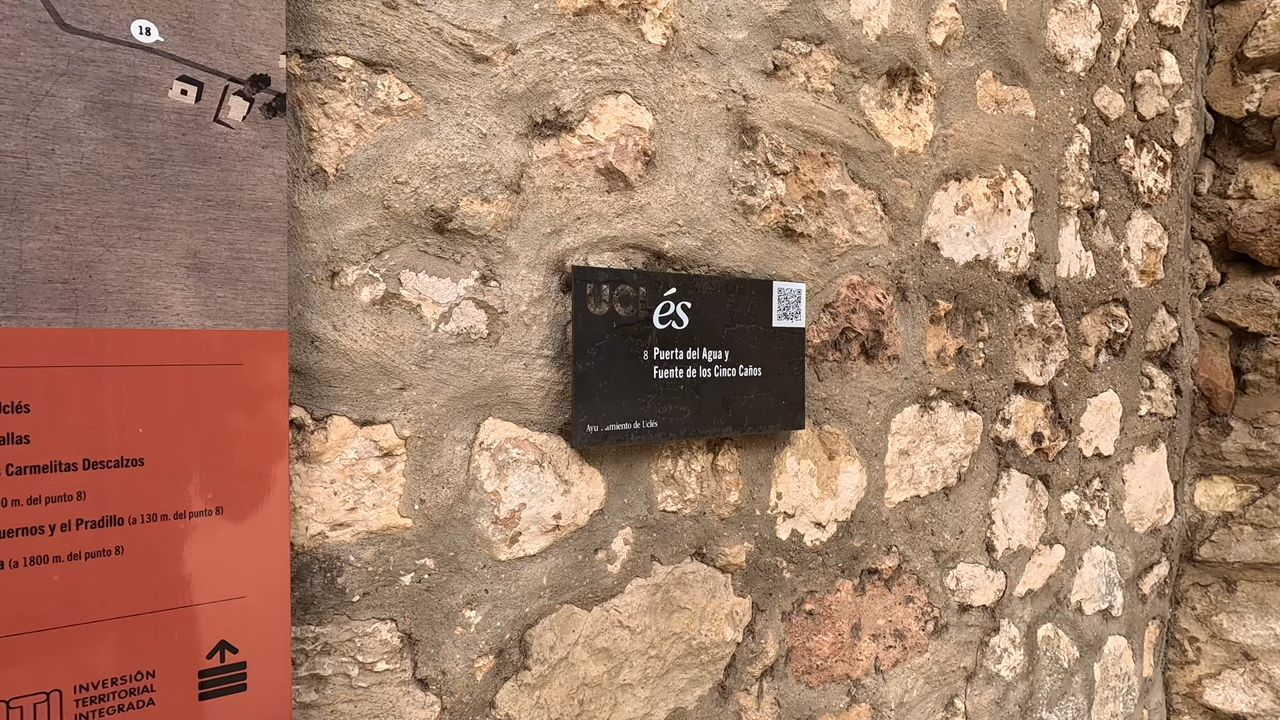 18
Uclés
allas
Carmelitas Descalzos
0 m. del punto 8)
uernos y el Pradillo (a 130 m. del punto 8)
a (a 1800 m. del punto 8)
ITI
INVERSIÓN
TERRITORIAL
INTEGRADA
UCLés
8 Puerta del Agua y
Fuente de los Cinco Caños
Ayuntamiento de Uclés